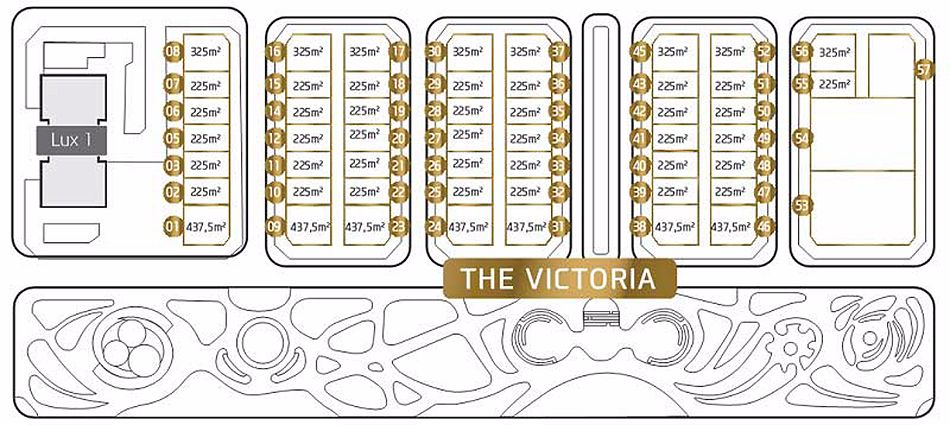 08 325m² 16 325m² 325m² 17 30 325m² 325m² 37 45 325m² 325m² 52 56 325m² 57
07 225m² 15 225m² 225m² 18 29 225m² 225m² 36 43 225m² 225m² 51 55 225m²
06 225m² 14 225m² 225m² 19 28 225m² 225m² 35 42 225m² 225m² 50
Lux 1 05 225m² 12 225m² 225m² 20 27 225m² 225m² 34 41 225m² 225m² 49 54
03 225m² 11 225m² 225m² 21 26 225m² 225m² 33 40 225m² 225m² 48
02 225m² 10 225m² 225m² 22 25 225m² 225m² 32 39 225m² 225m² 47 53
01 437,5m² 09 437,5m² 437,5m² 23 24 437,5m² 437,5m² 31 38 437,5m² 437,5m² 46
THE VICTORIA